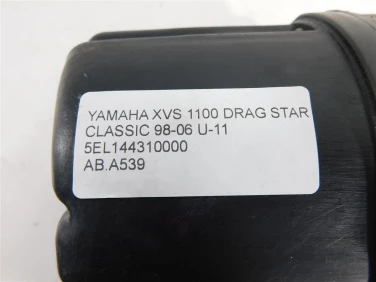 YAMAHA XVS 1100 DRAG STAR
CLASSIC 98-06 U-11
5EL144310000
AB.A539